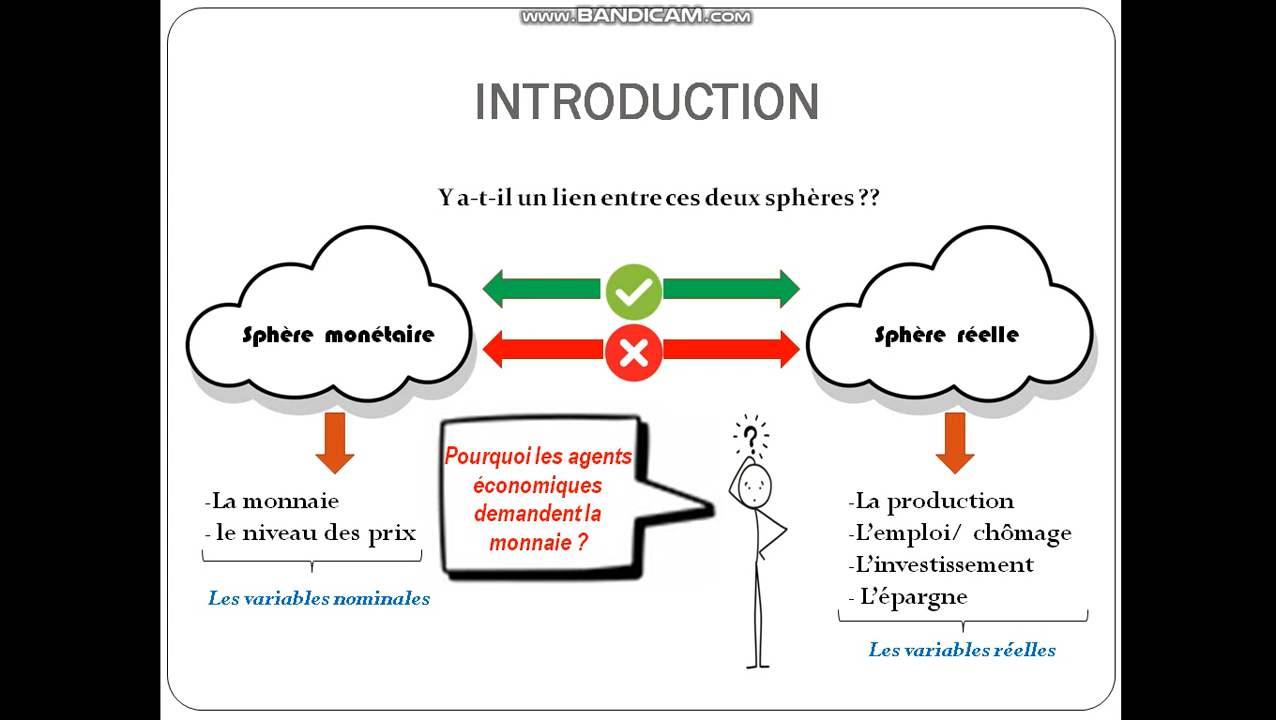 www.BANDICAM.com
INTRODUCTION
Y a-t-il un lien entre ces deux sphères ??
Sphère monétaire
Sphère réelle
-La monnaie
- le niveau des prix
Les variables nominales
Pourquoi les agents
économiques
demandent la
monnaie ?
?
-La production
-L’emploi/ chômage
-L’investissement
- L’épargne
Les variables réelles